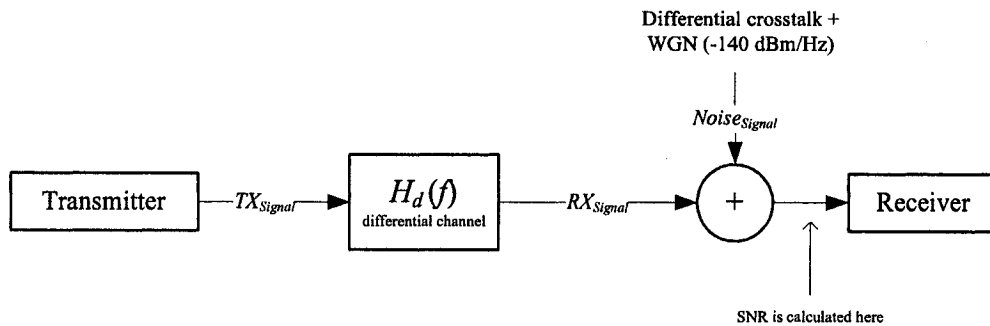 Differential crosstalk +
WGN (-140 dBm/Hz)
Noise_Signal
Transmitter
TX_Signal
H_d(f)
differential channel
RX_Signal
+
Receiver
SNR is calculated here